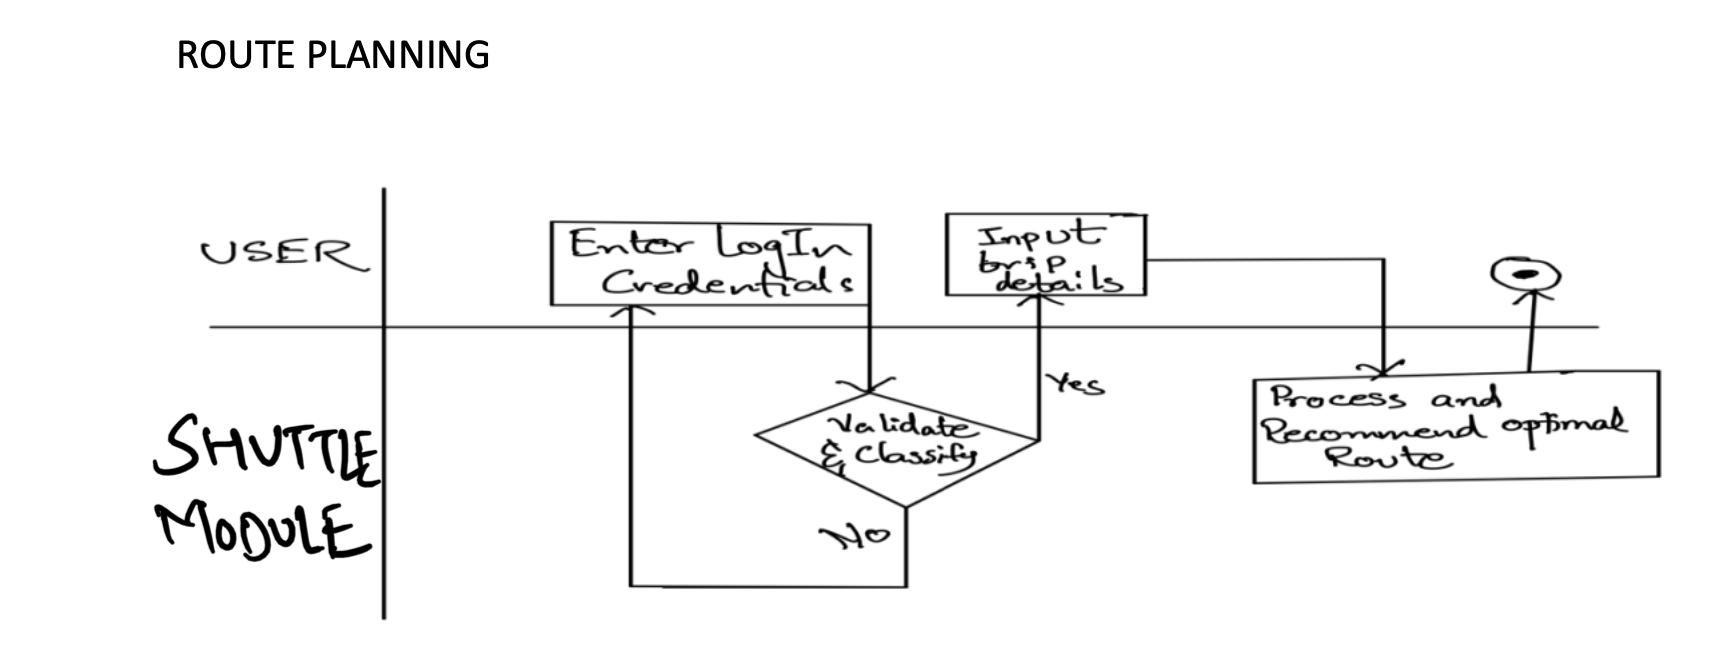 ROUTE PLANNING
USER
Enter LogIn
Credentials
Input
trip
details
SHUTTLE
MODULE
Validate
& Classify
Yes
No
Process and
Recommend optimal
Route